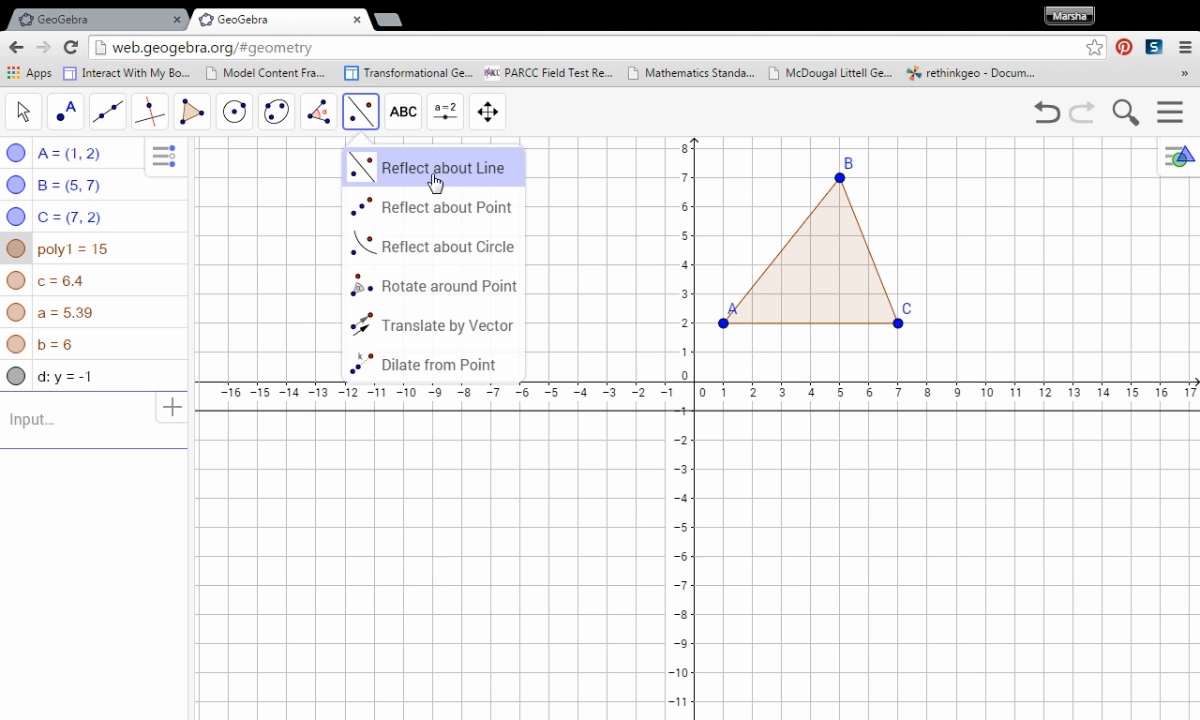 GeoGebra GeoGebra Marsha
web.geogebra.org/#geometry
Apps Interact With My Bo... Model Content Fra... Transformational Ge... PARCC Field Test Re... Mathematics Standa... McDougal Littell Ge... rethinkgeo - Docum... »
A ABC a=2
A = (1, 2)
B = (5, 7)
C = (7, 2)
poly1 = 15
c = 6.4
a = 5.39
b = 6
d: y = -1
Input...
Reflect about Line
Reflect about Point
Reflect about Circle
Rotate around Point
Translate by Vector
Dilate from Point
8
7
6
5
4
3
2
1
0
B
A
C
-16 -15 -14 -13 -12 -11 -10 -9 -8 -7 -6 -5 -4 -3 -2 -1 0 1 2 3 4 5 6 7 8 9 10 11 12 13 14 15 16 17
-1
-2
-3
-4
-5
-6
-7
-8
-9
-10
-11